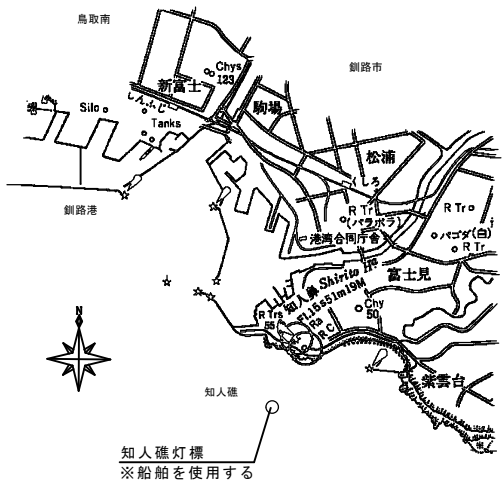 鳥取南
釧路市
Chys
123
新富士
しんふじ
駒場
Silo
Tanks
松浦
くしろ
R Tr
(パラボラ)
R Tr
釧路港
港湾合同庁舎
パゴダ(白)
R Tr
知人鼻 Shirito Ha
富士見
Fl.15s51m19M
Ra
R Trs
55
Chy
50
R C
N
紫雲台
知人礁
知人礁灯標
※船舶を使用する